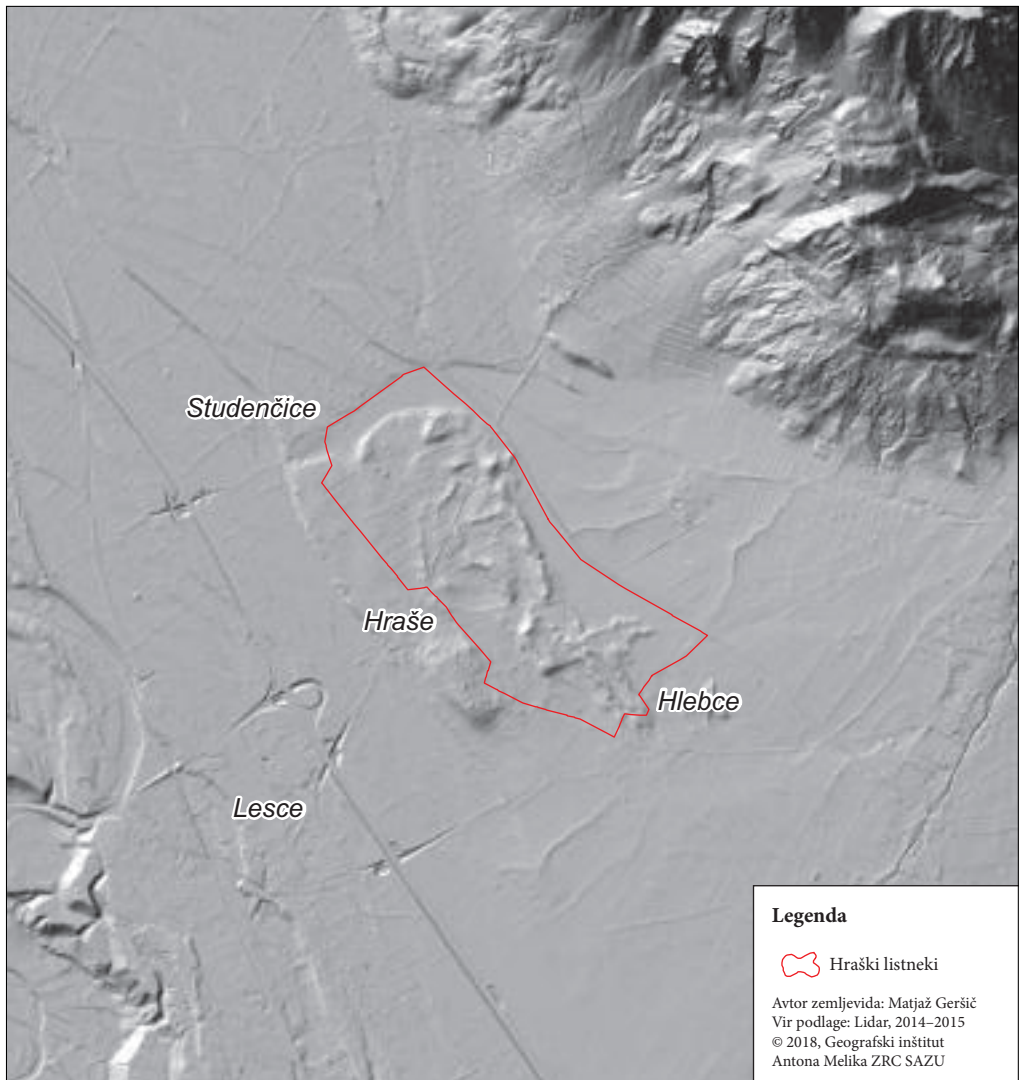 Studenčice
Hraše
Hlebce
Lesce
Legenda
Hraški listneki
Avtor zemljevida: Matjaž Geršič
Vir podlage: Lidar, 2014–2015
© 2018, Geografski inštitut
Antona Melika ZRC SAZU